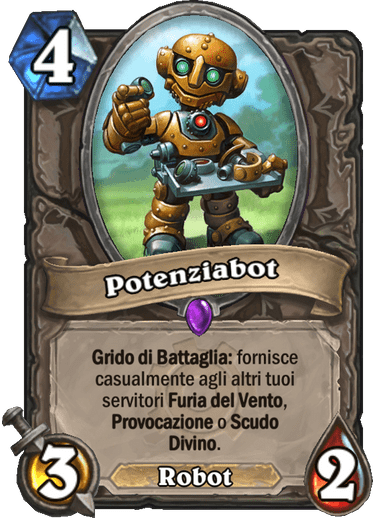 4
Potenziabot
Grido di Battaglia: fornisce
casualmente agli altri tuoi
servitori Furia del Vento,
Provocazione o Scudo
Divino.
3
Robot
2